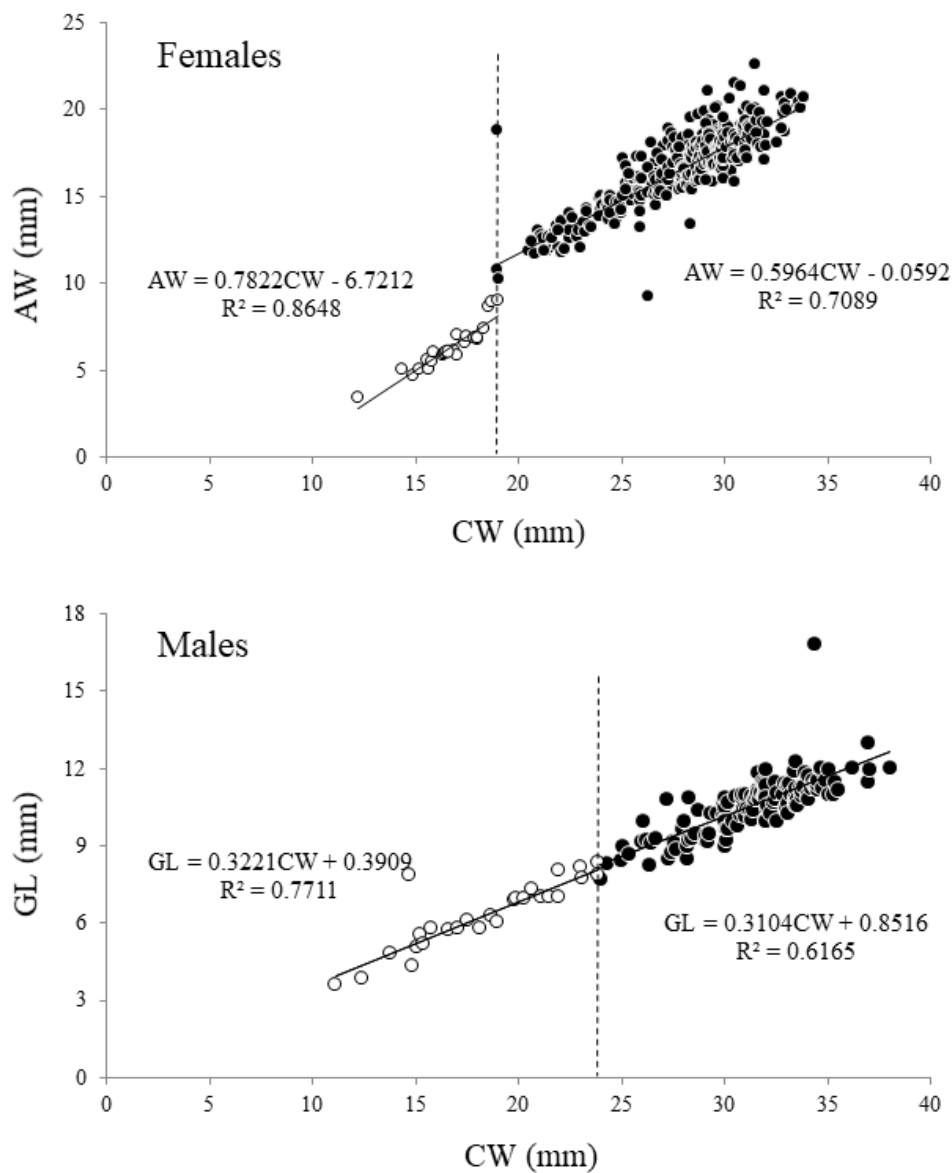 Females
25
20
15
10
5
0
AW (mm)
AW = 0.7822CW - 6.7212
R² = 0.8648
AW = 0.5964CW - 0.0592
R² = 0.7089
0 5 10 15 20 25 30 35 40
CW (mm)
Males
18
15
12
9
6
3
0
GL (mm)
GL = 0.3221CW + 0.3909
R² = 0.7711
GL = 0.3104CW + 0.8516
R² = 0.6165
0 5 10 15 20 25 30 35 40
CW (mm)